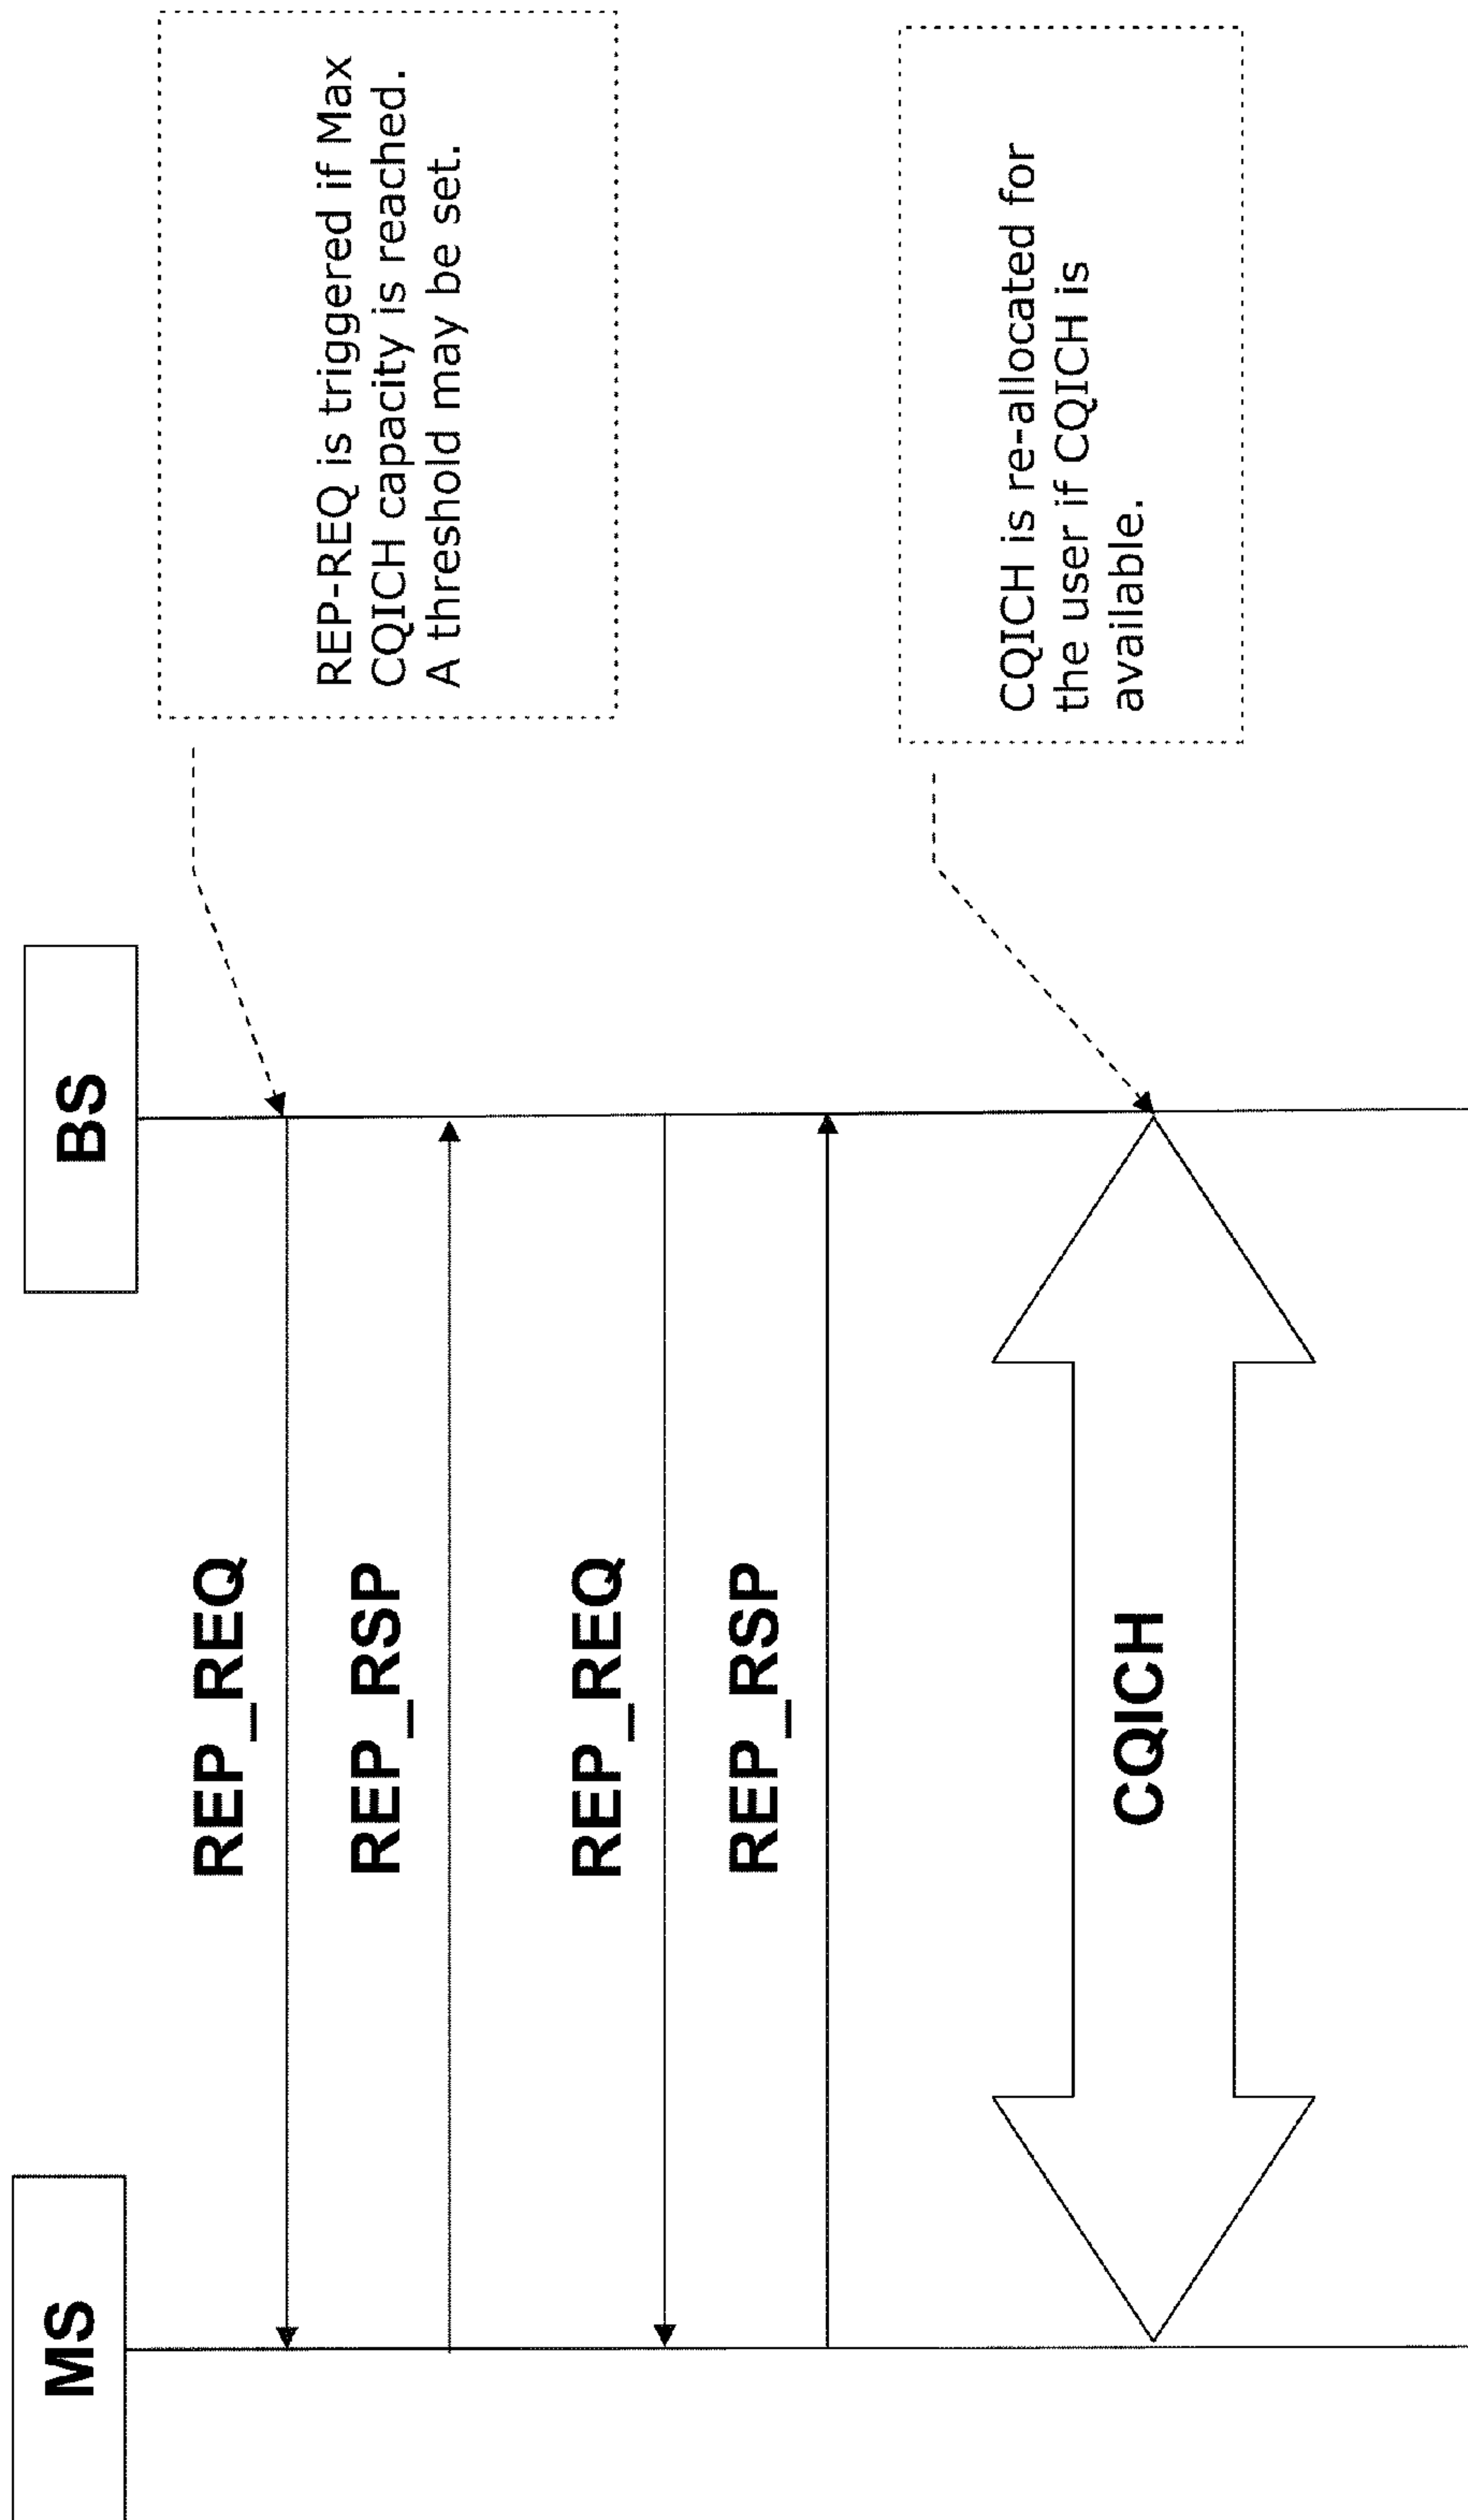 MS
BS
REP_REQ
REP-REQ is triggered if Max
CQICH capacity is reached.
A threshold may be set.
REP_RSP
REP_REQ
REP_RSP
CQICH
CQICH is re-allocated for
the user if CQICH is
available.